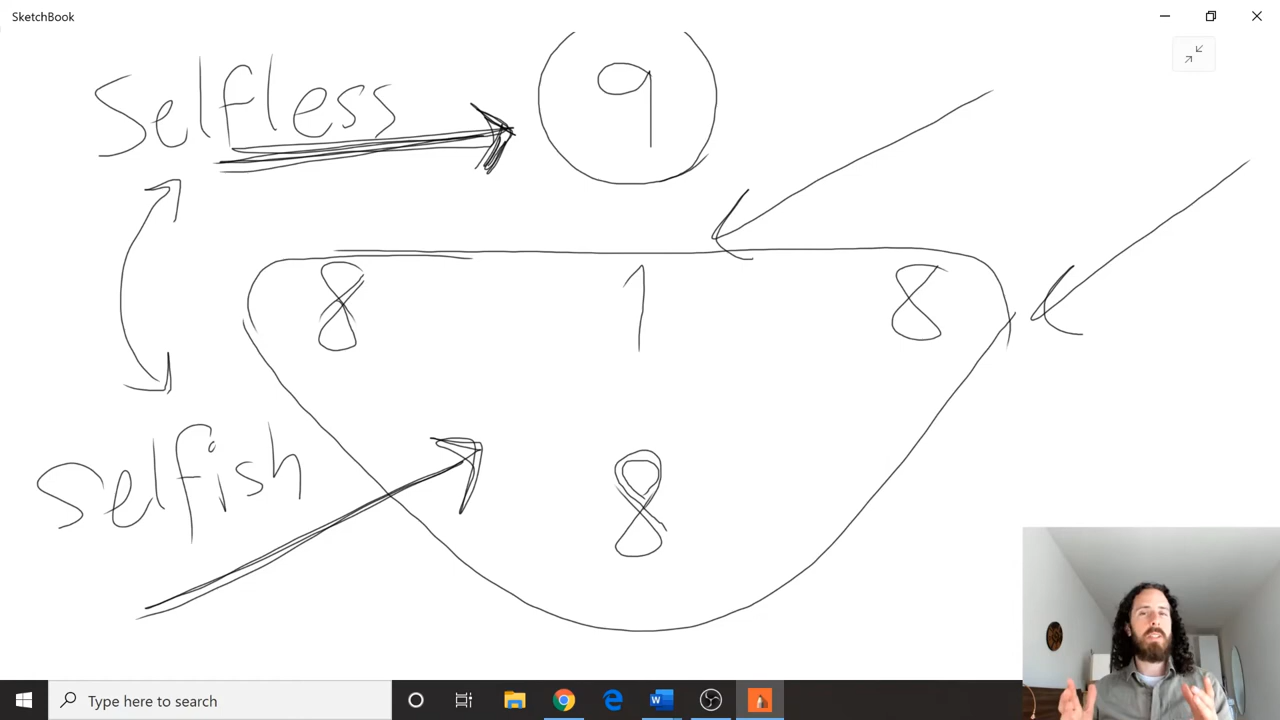 SketchBook
9
Selfless
8 1 8
Selfish
8
Type here to search